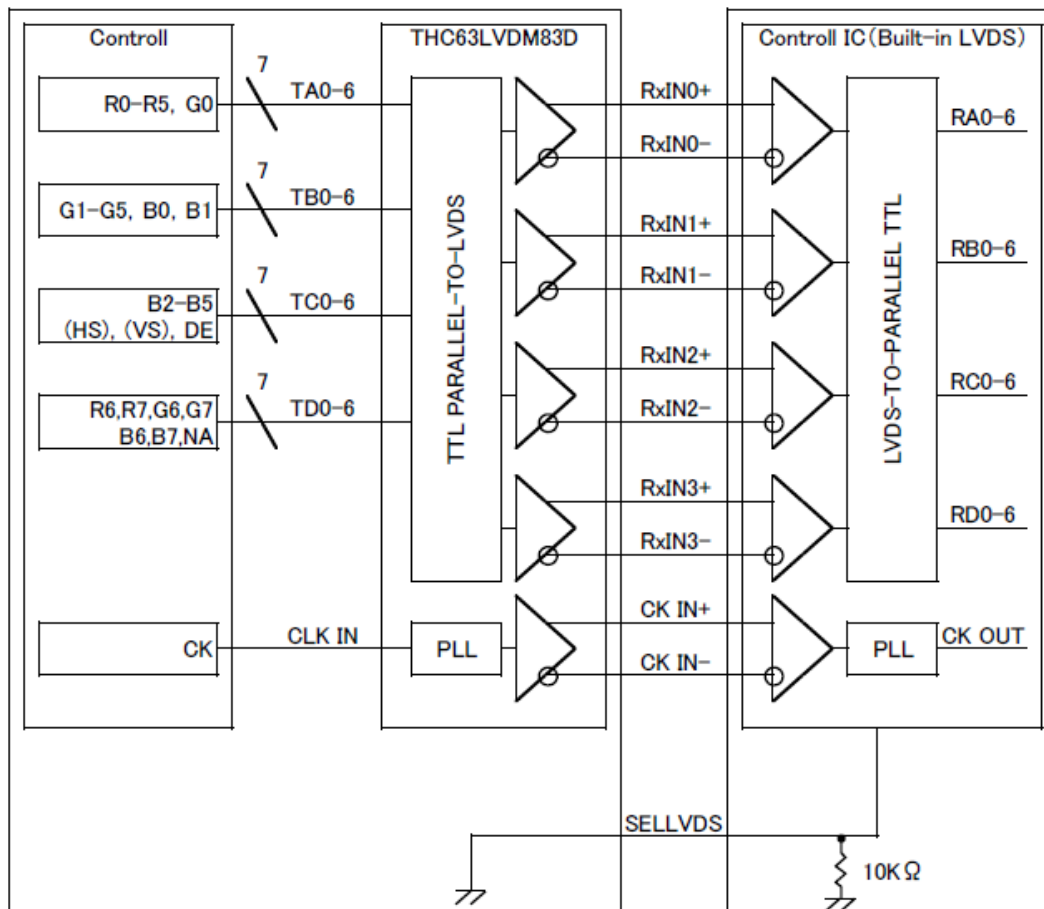 Controll
THC63LVDM83D
Controll IC(Built-in LVDS)
R0-R5, G0
7
TA0-6
RxIN0+
RxIN0-
RA0-6
G1-G5, B0, B1
7
TB0-6
RxIN1+
RxIN1-
RB0-6
B2-B5
(HS), (VS), DE
7
TC0-6
RxIN2+
RxIN2-
RC0-6
R6,R7,G6,G7
B6,B7,NA
7
TD0-6
RxIN3+
RxIN3-
RD0-6
TTL PARALLEL-TO-LVDS
LVDS-TO-PARALLEL TTL
CK
CLK IN
PLL
CK IN+
CK IN-
PLL
CK OUT
SELLVDS
10KΩ